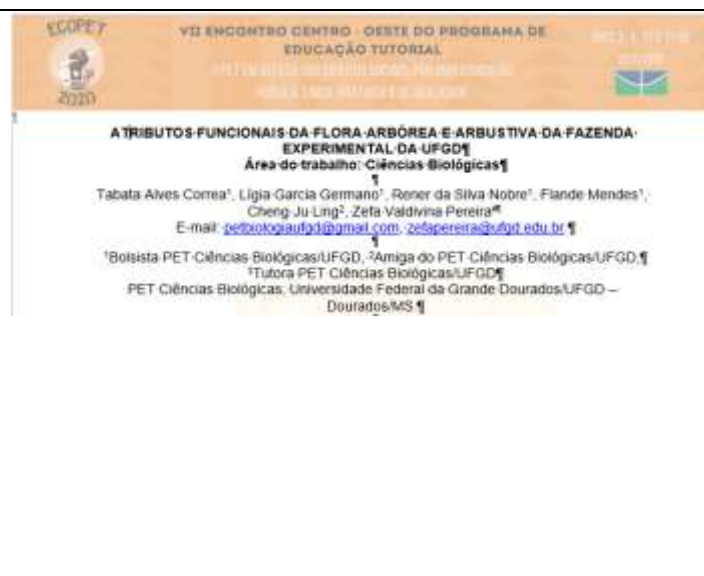 ECOPET
2020
VII ENCONTRO CENTRO - OESTE DO PROGRAMA DE
EDUCAÇÃO TUTORIAL
ATRIBUTOS·FUNCIONAIS·DA·FLORA·ARBÓREA·E·ARBUSTIVA·DA·FAZENDA·
EXPERIMENTAL·DA·UFGD¶
Área·do·trabalho:·Ciências·Biológicas¶
¶
Tabata Alves Correa¹, Lígia Garcia Germano¹, Rener da Silva Nobre¹, Flande Mendes¹,
Cheng·Ju·Ling², Zefa·Valdivina·Pereira³¶
E-mail: petbiologiaufgd@gmail.com, zefapereira@ufgd.edu.br ¶
¶
¹Bolsista PET·Ciências·Biológicas/UFGD, ²Amiga do PET·Ciências Biológicas/UFGD,¶
³Tutora PET Ciências Biológicas/UFGD¶
PET Ciências Biológicas, Universidade Federal da Grande Dourados/UFGD –
Dourados/MS ¶